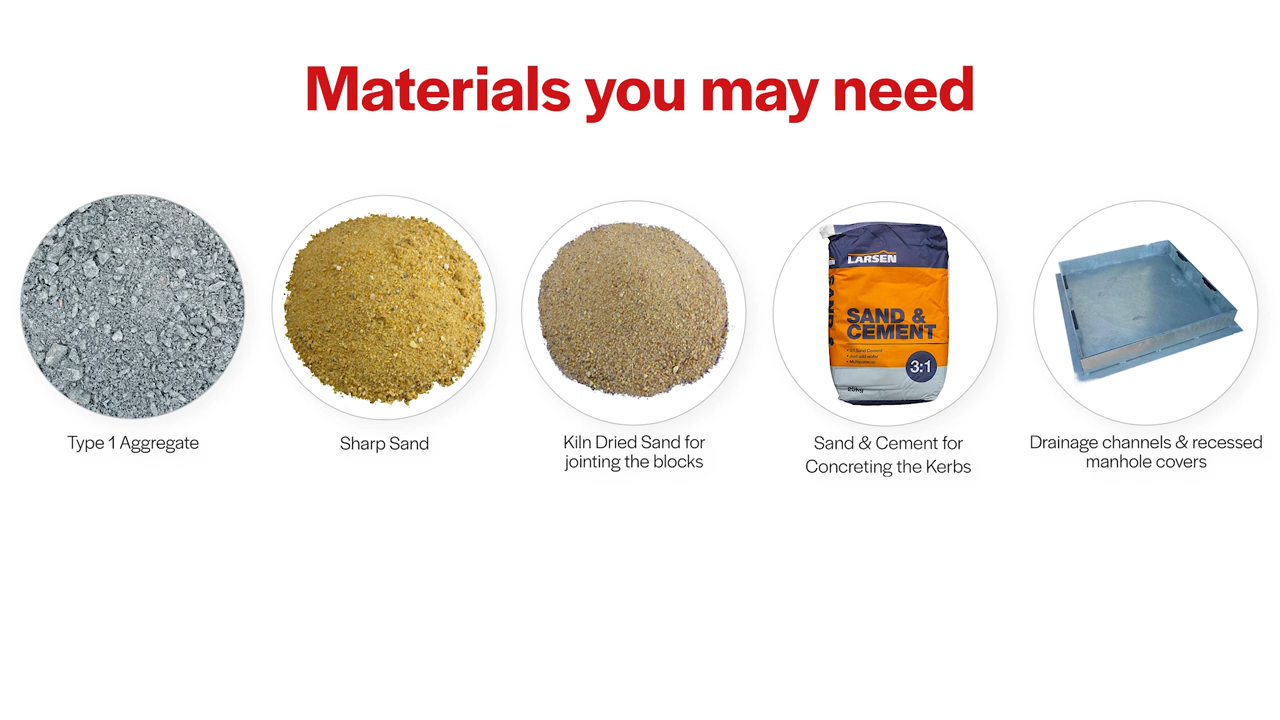 Materials you may need
LARSEN
SAND &
CEMENT
3:1
25kg
Type 1 Aggregate
Sharp Sand
Kiln Dried Sand for
jointing the blocks
Sand & Cement for
Concreting the Kerbs
Drainage channels & recessed
manhole covers